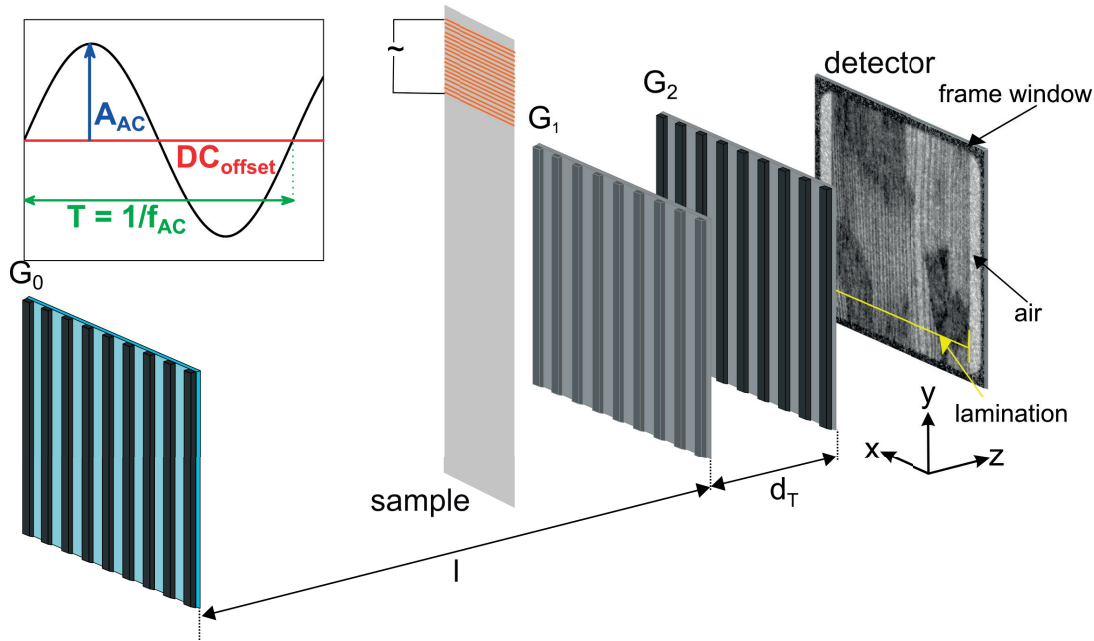 A_AC
DC_offset
T = 1/f_AC
~
detector
frame window
G_2
G_1
G_0
air
lamination
y
x
z
sample
d_T
l